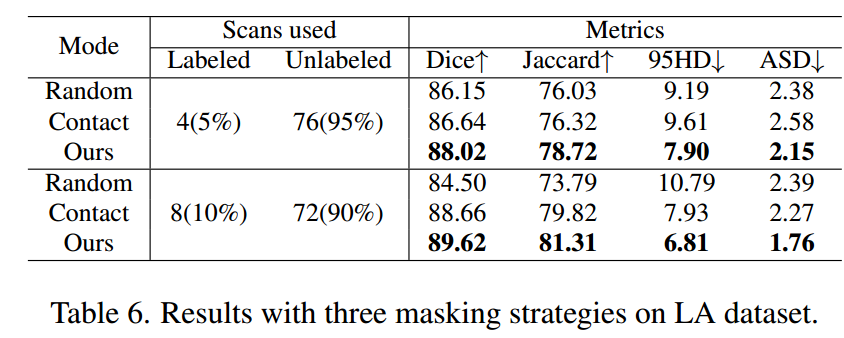 Mode Scans used Metrics
Labeled Unlabeled Dice↑ Jaccard↑ 95HD↓ ASD↓
Random 86.15 76.03 9.19 2.38
Contact 4(5%) 76(95%) 86.64 76.32 9.61 2.58
Ours 88.02 78.72 7.90 2.15
Random 84.50 73.79 10.79 2.39
Contact 8(10%) 72(90%) 88.66 79.82 7.93 2.27
Ours 89.62 81.31 6.81 1.76
Table 6. Results with three masking strategies on LA dataset.